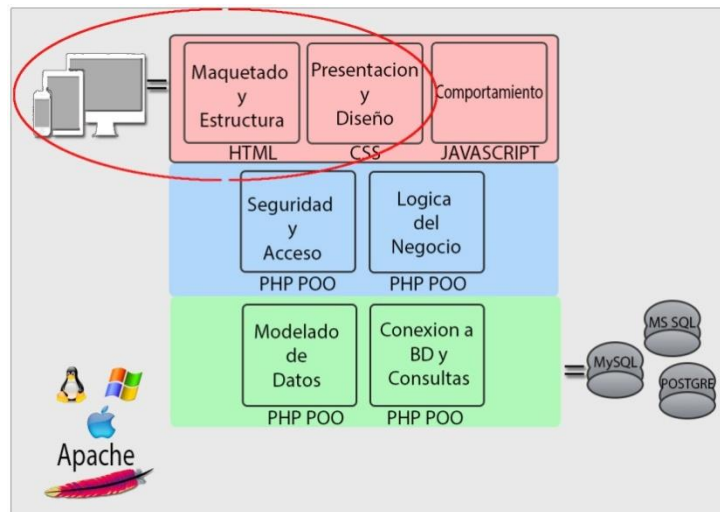 Maquetado
y
Estructura
HTML
Presentacion
y
Diseño
CSS
Comportamiento
JAVASCRIPT
=
Seguridad
y
Acceso
PHP POO
Logica
del
Negocio
PHP POO
Modelado
de
Datos
PHP POO
Conexion a
BD y
Consultas
PHP POO
=
MS SQL
MySQL
POSTGRE
Apache